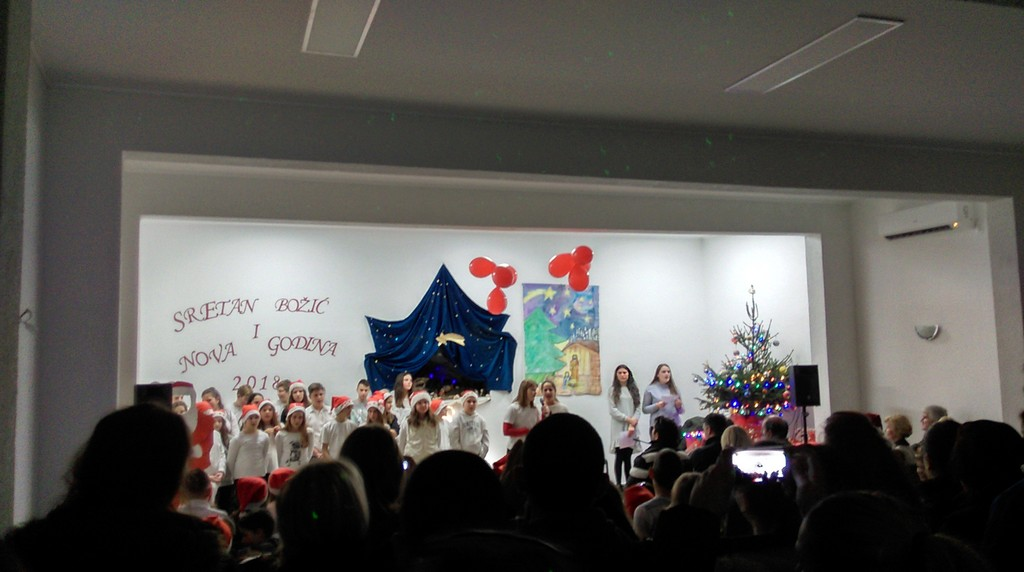 SRETAN BOŽIĆ
I
NOVA GODINA
2018